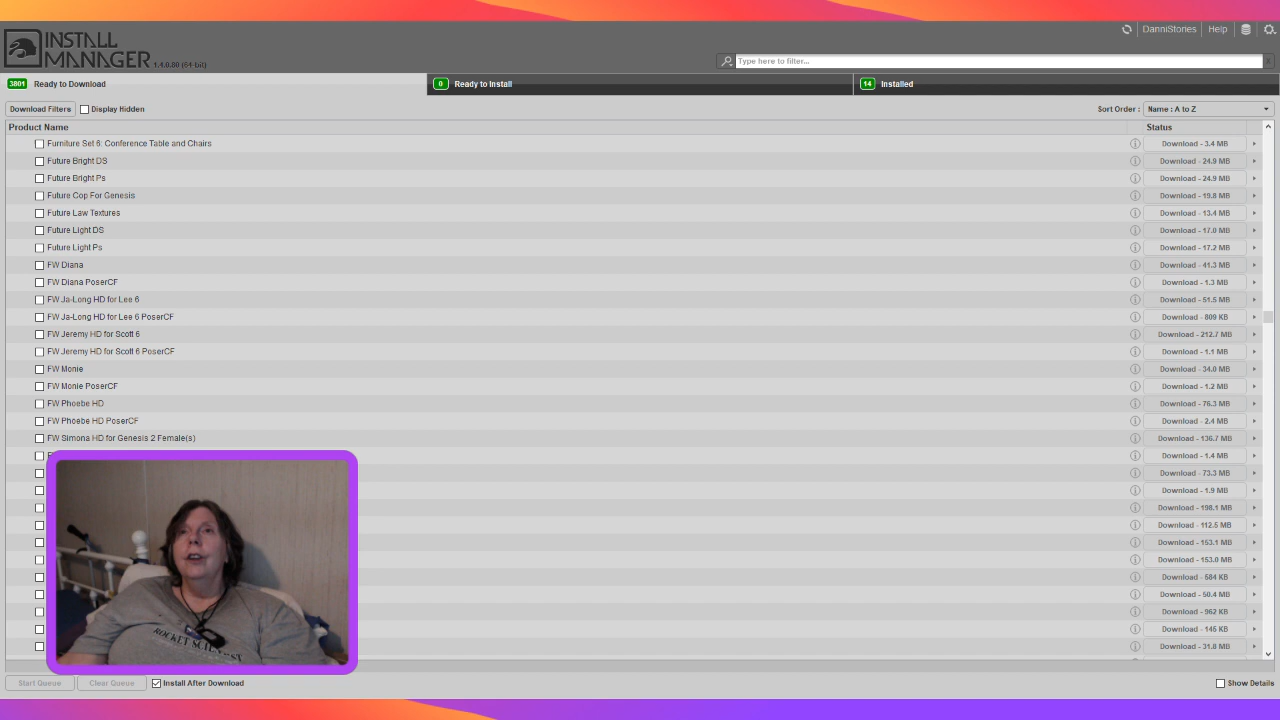 INSTALL
MANAGER 1.4.0.80 (64-bit)
DanniStories Help
Type here to filter... x
3801 Ready to Download
0 Ready to Install
14 Installed
Download Filters Display Hidden
Sort Order : Name : A to Z
Product Name Status
Furniture Set 6: Conference Table and Chairs Download - 3.4 MB
Future Bright DS Download - 24.9 MB
Future Bright Ps Download - 24.9 MB
Future Cop For Genesis Download - 19.8 MB
Future Law Textures Download - 13.4 MB
Future Light DS Download - 17.0 MB
Future Light Ps Download - 17.2 MB
FW Diana Download - 41.3 MB
FW Diana PoserCF Download - 1.3 MB
FW Ja-Long HD for Lee 6 Download - 51.5 MB
FW Ja-Long HD for Lee 6 PoserCF Download - 809 KB
FW Jeremy HD for Scott 6 Download - 212.7 MB
FW Jeremy HD for Scott 6 PoserCF Download - 1.1 MB
FW Monie Download - 34.0 MB
FW Monie PoserCF Download - 1.2 MB
FW Phoebe HD Download - 76.3 MB
FW Phoebe HD PoserCF Download - 2.4 MB
FW Simona HD for Genesis 2 Female(s) Download - 136.7 MB
Download - 1.4 MB
Download - 73.3 MB
Download - 1.9 MB
Download - 198.1 MB
Download - 112.5 MB
Download - 153.1 MB
Download - 153.0 MB
Download - 584 KB
Download - 50.4 MB
Download - 962 KB
Download - 145 KB
Download - 31.8 MB
ROCKET SCIENTIST
Start Queue Clear Queue Install After Download Show Details